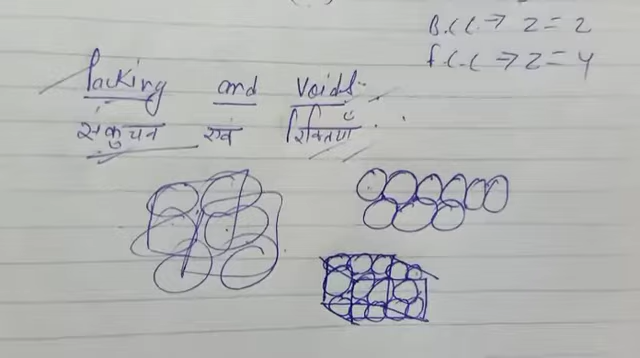 B.C.C. → Z = 2
F.C.C → Z = 4
Packing and Voids
संकुचन एवं रिक्तियाँ